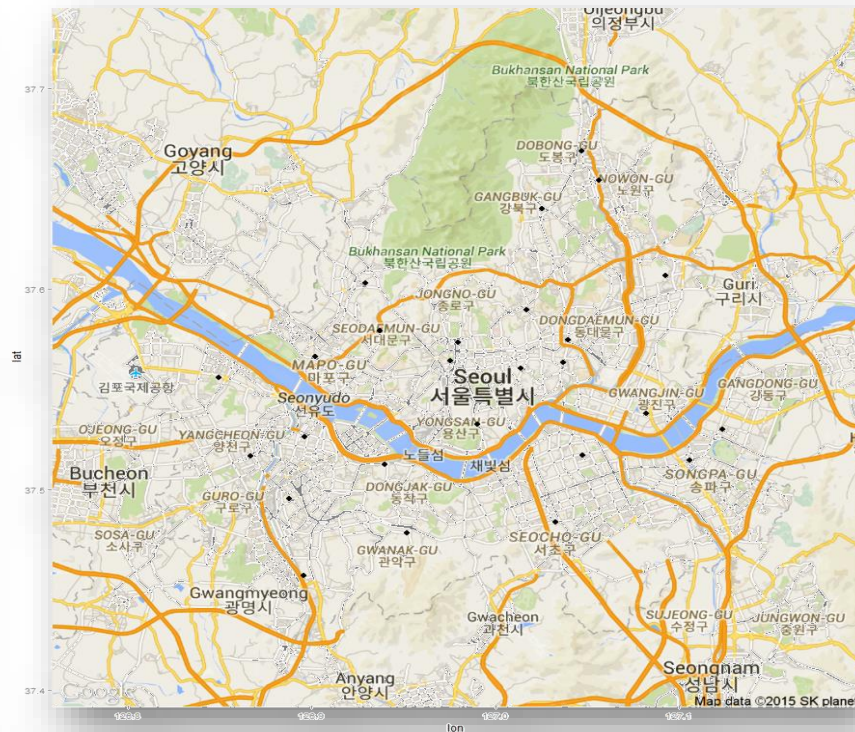 Uijeongbu
의정부시
37.7
Bukhansan National Park
북한산국립공원
DOBONG-GU
도봉구
Goyang
고양시
NOWON-GU
노원구
GANGBUK-GU
강북구
Bukhansan National Park
북한산국립공원
37.6
JONGNO-GU
종로구
Guri
구리시
SEODAEMUN-GU
서대문구
DONGDAEMUN-GU
동대문구
lat
MAPO-GU
마포구
Seoul
서울특별시
김포국제공항
GWANGJIN-GU
광진구
GANGDONG-GU
강동구
Seonyudo
선유도
YONGSAN-GU
용산구
OJEONG-GU
오정구
YANGCHEON-GU
양천구
노들섬
새빛섬
Bucheon
부천시
SONGPA-GU
송파구
37.5
DONGJAK-GU
동작구
GURO-GU
구로구
SOSA-GU
소사구
SEOCHO-GU
서초구
GWANAK-GU
관악구
Gwangmyeong
광명시
Gwacheon
과천시
SUJEONG-GU
수정구
JUNGWON-GU
중원구
Anyang
안양시
Seongnam
성남시
37.4
Google
Map data ©2015 SK planet
126.8
126.9
127.0
127.1
lon